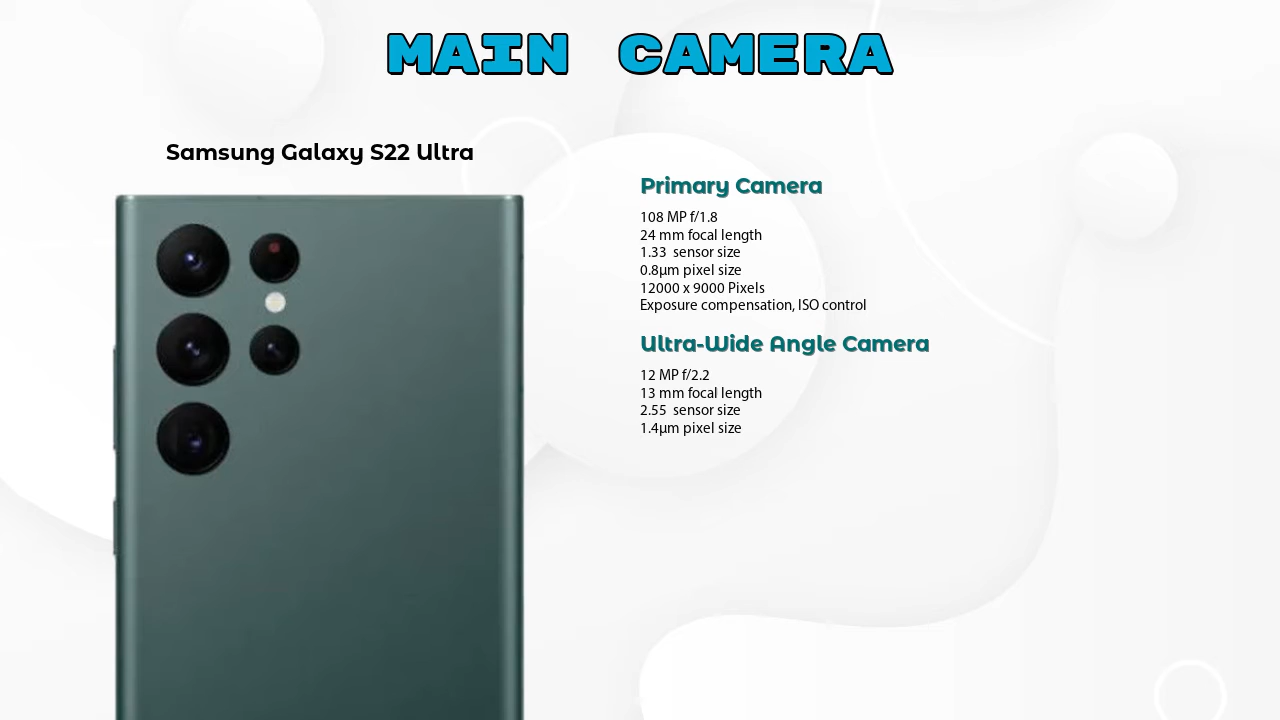 MAIN CAMERA
Samsung Galaxy S22 Ultra
Primary Camera
108 MP f/1.8
24 mm focal length
1.33  sensor size
0.8µm pixel size
12000 x 9000 Pixels
Exposure compensation, ISO control
Ultra-Wide Angle Camera
12 MP f/2.2
13 mm focal length
2.55  sensor size
1.4µm pixel size